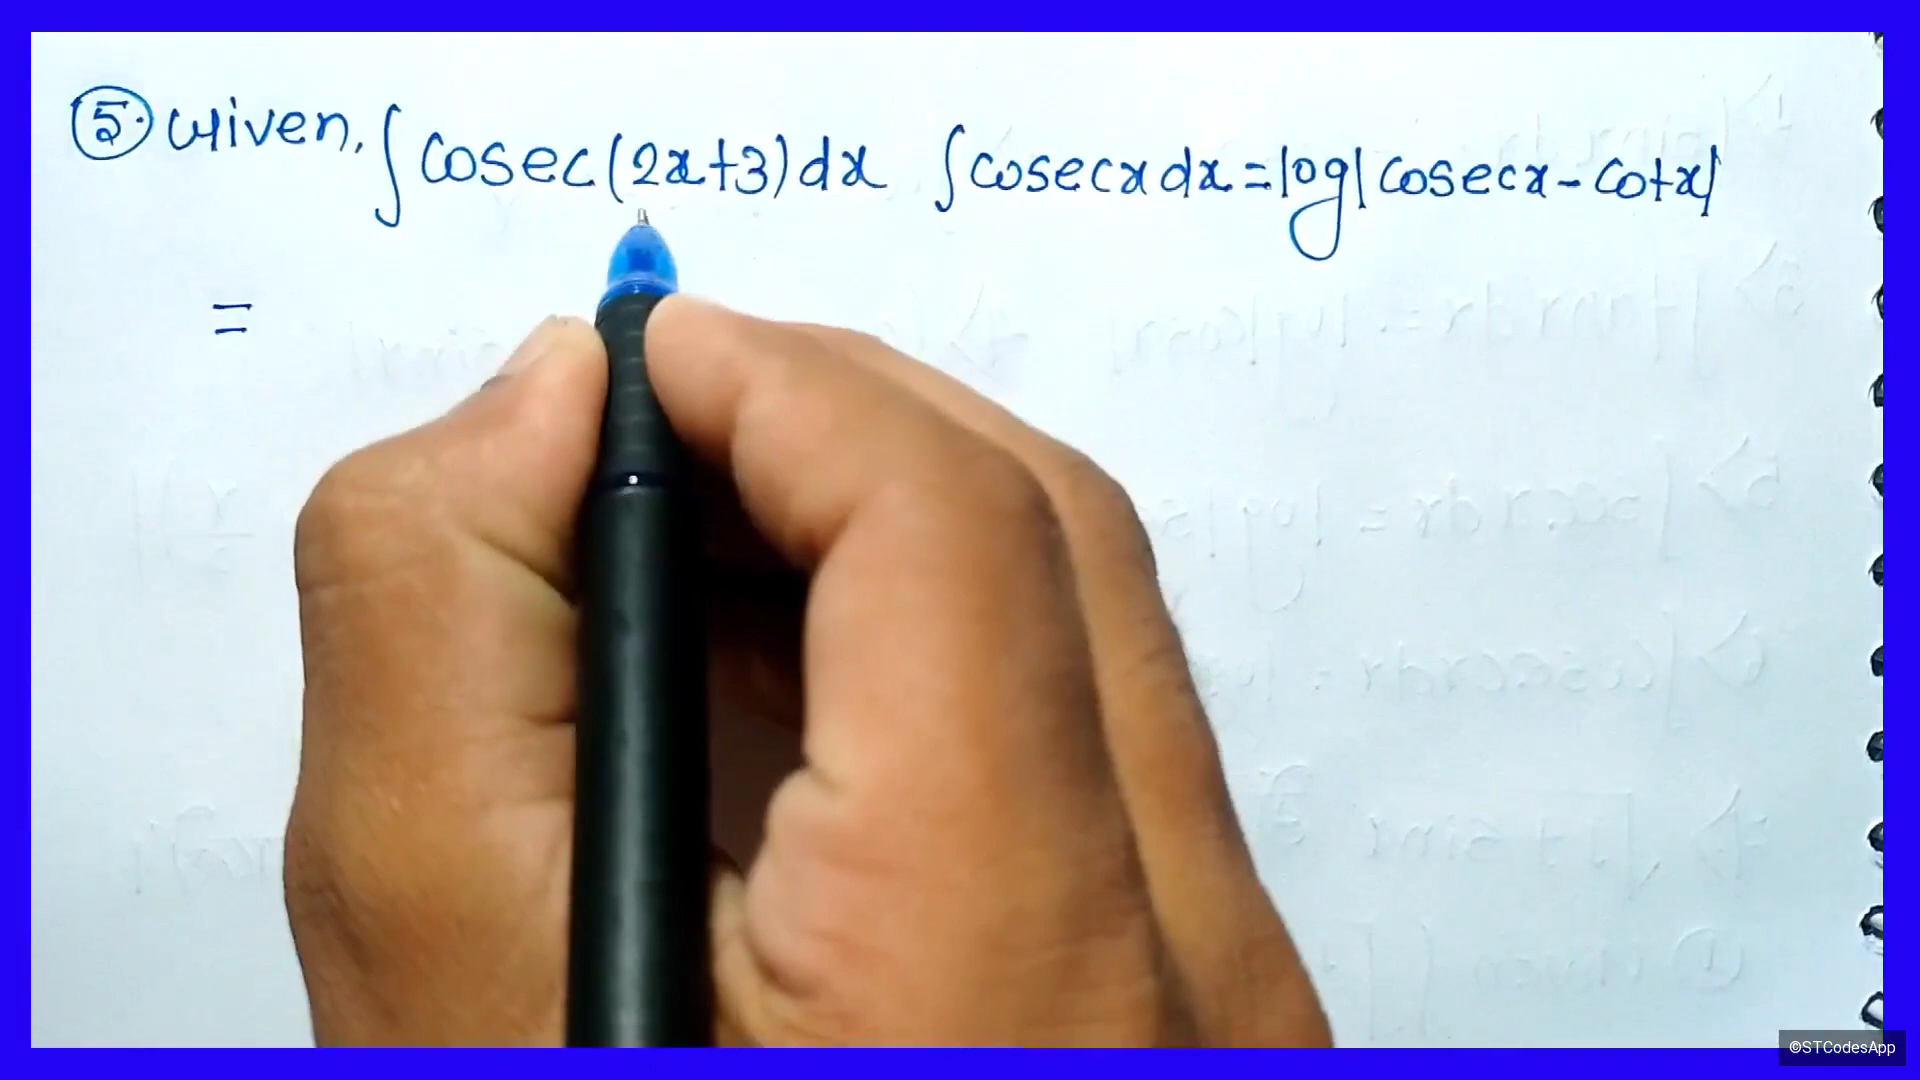 5. Given, ∫cosec(2x+3)dx ∫cosecx dx = log|cosecx - cotx|
=
©STCodesApp